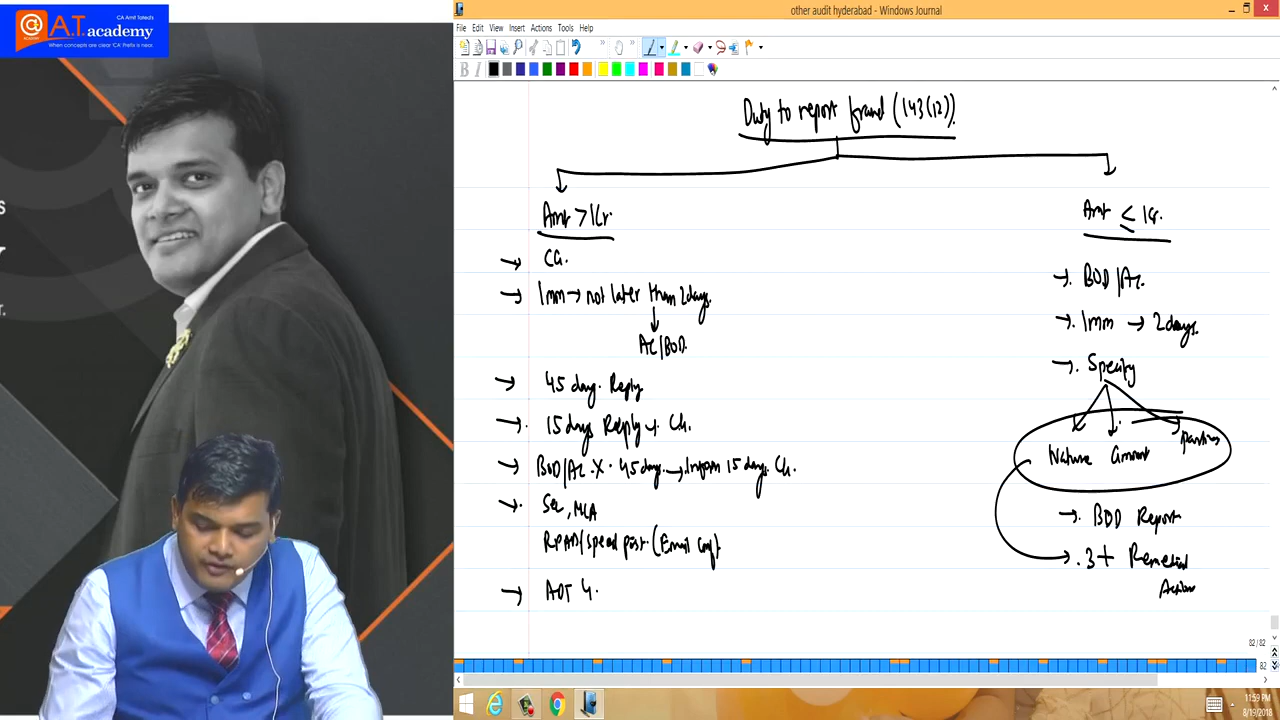 CA Amit Tated's
A.T.academy
When concepts are clear 'CA' Prefix is near.
@
other audit hyderabad - Windows Journal
File Edit View Insert Actions Tools Help
B I
Duty to report fraud (143(12)).
Amt >1Cr.
CG.
Imm → not later than 2days.
AC/BOD.
45 days. Reply
15 days Reply + CG.
BOD/AC. X. 45 days. → Inform 15 days. CG.
Sec, MCA
RPAD/Speed post. (Email conf)
ADT 4.
Amt ≤ 1Cr.
BOD/AC.
Imm → 2days.
Specify
Nature amount parties
BOD Report
3 + Remedial
Action
82 / 82
82
11:59 PM
8/19/2018